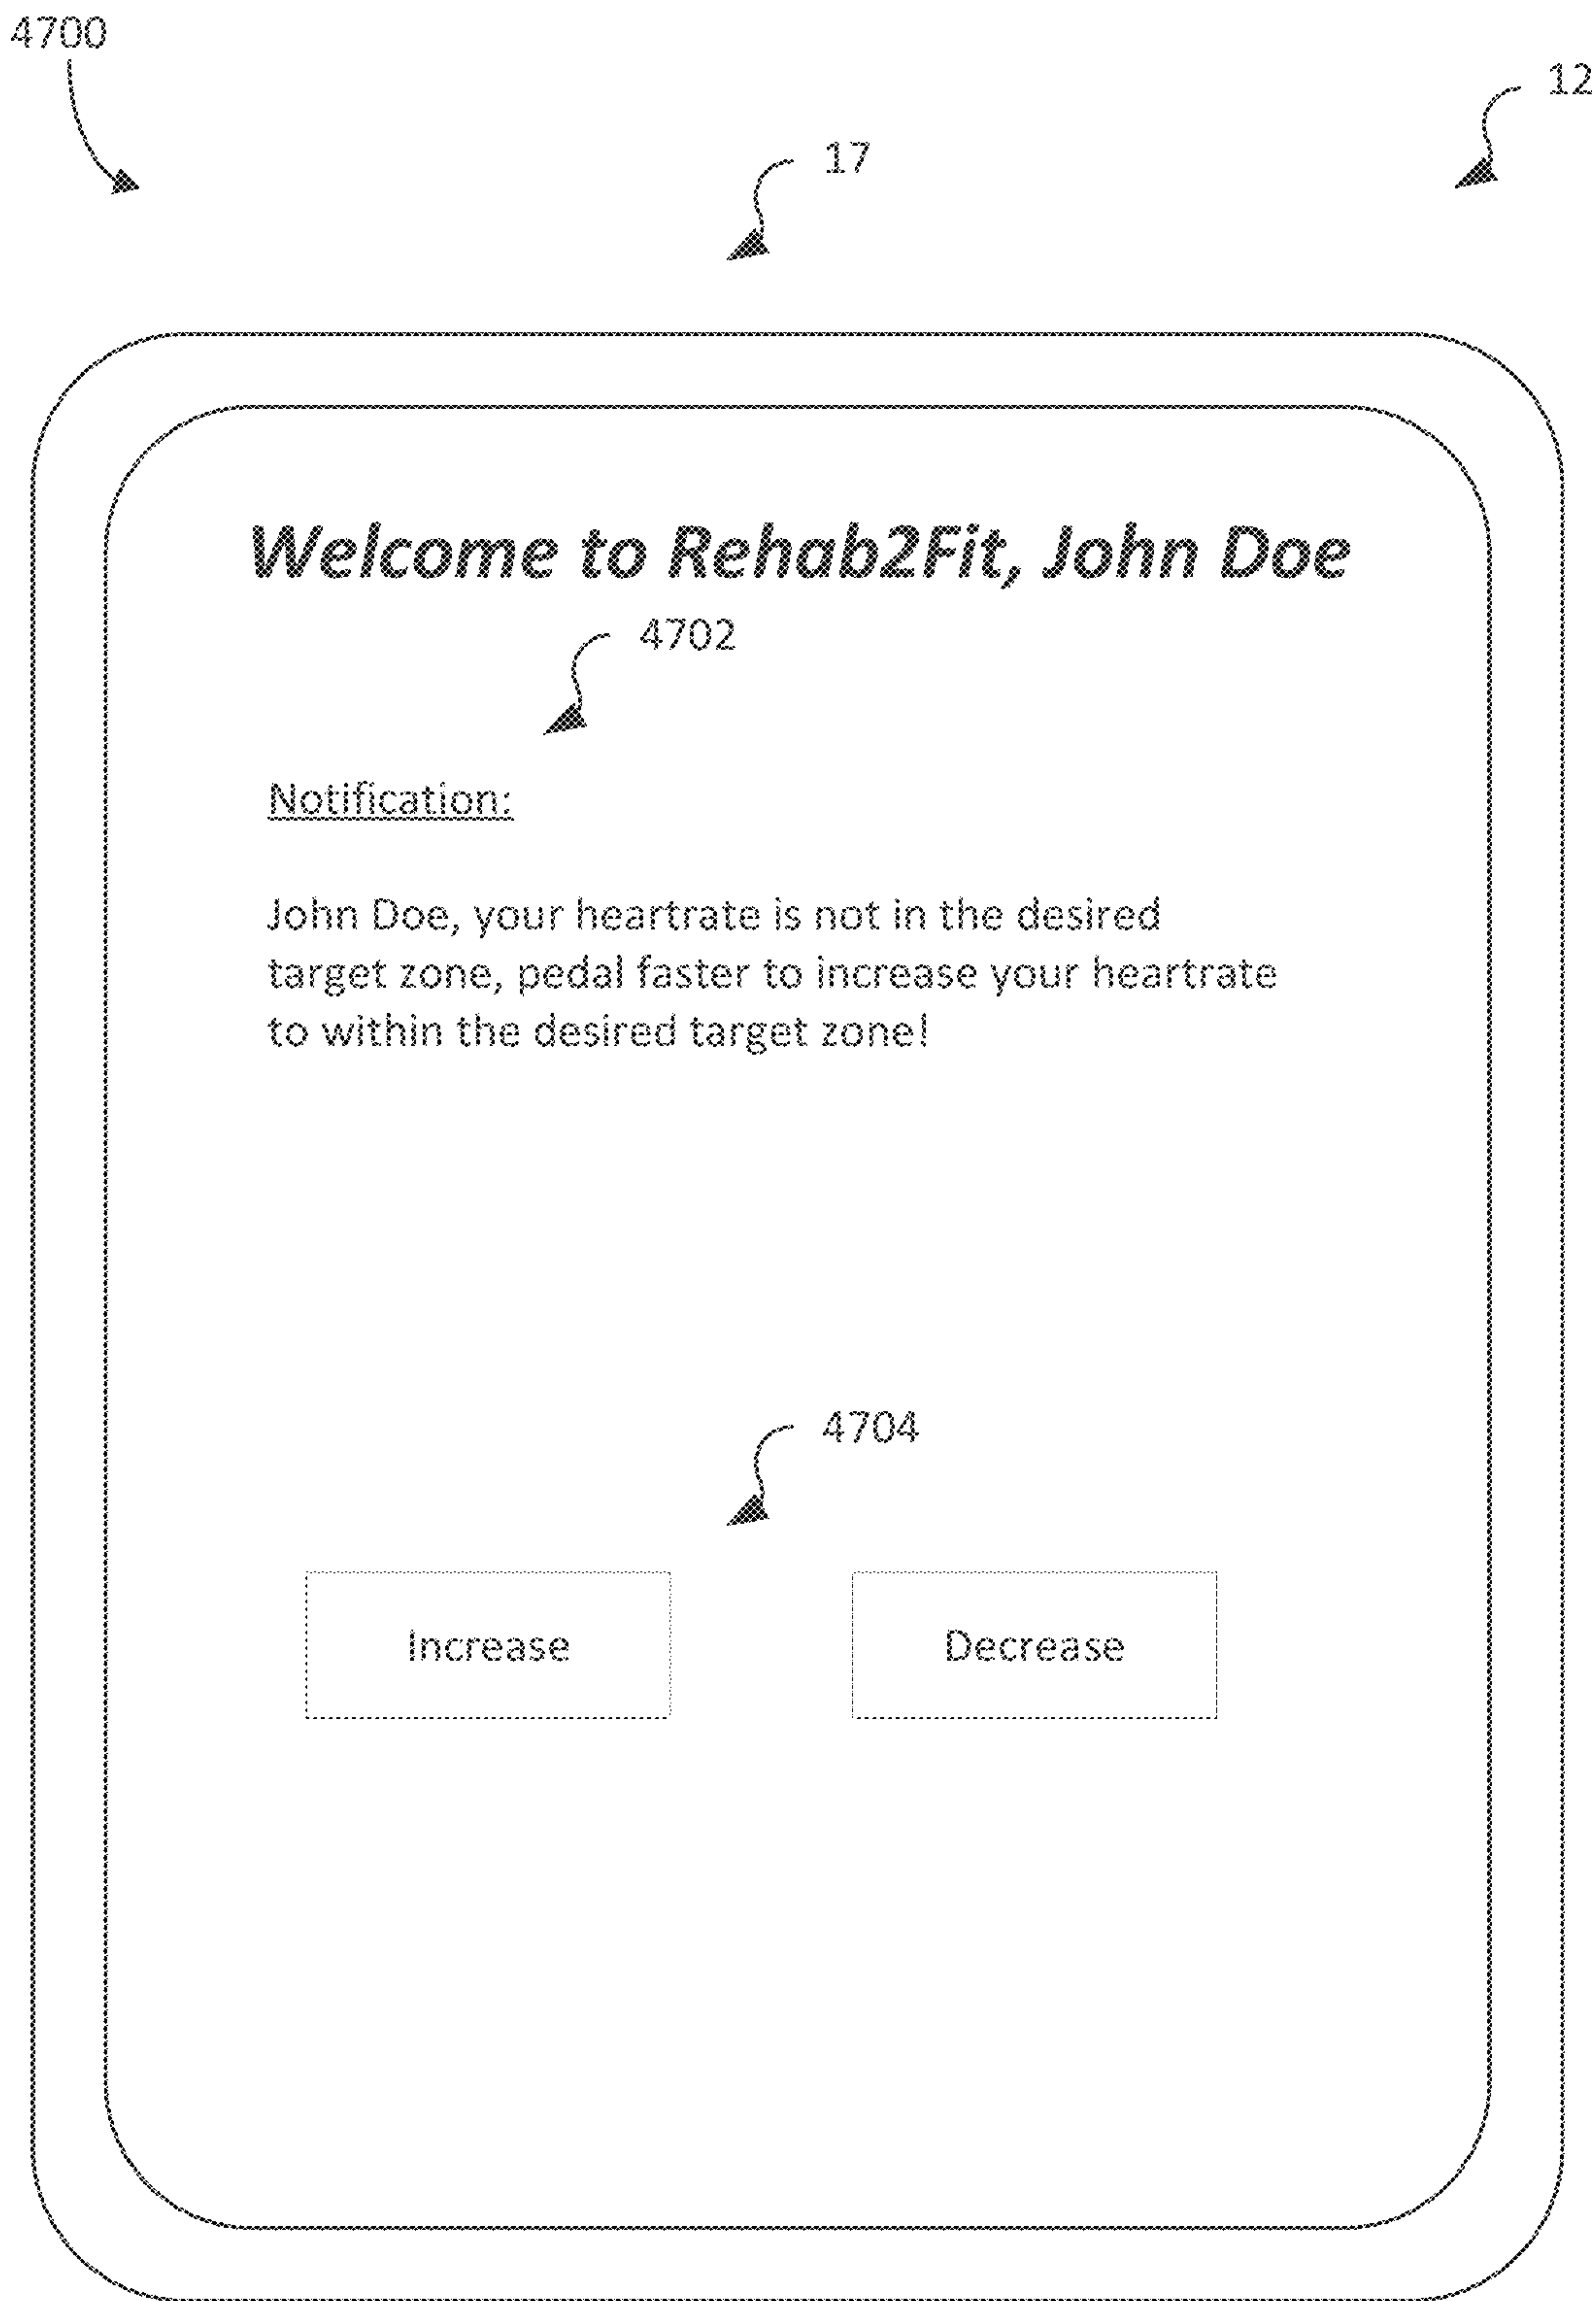 4700
12
17
Welcome to Rehab2Fit, John Doe
4702
Notification:
John Doe, your heartrate is not in the desired
target zone, pedal faster to increase your heartrate
to within the desired target zone!
4704
Increase
Decrease